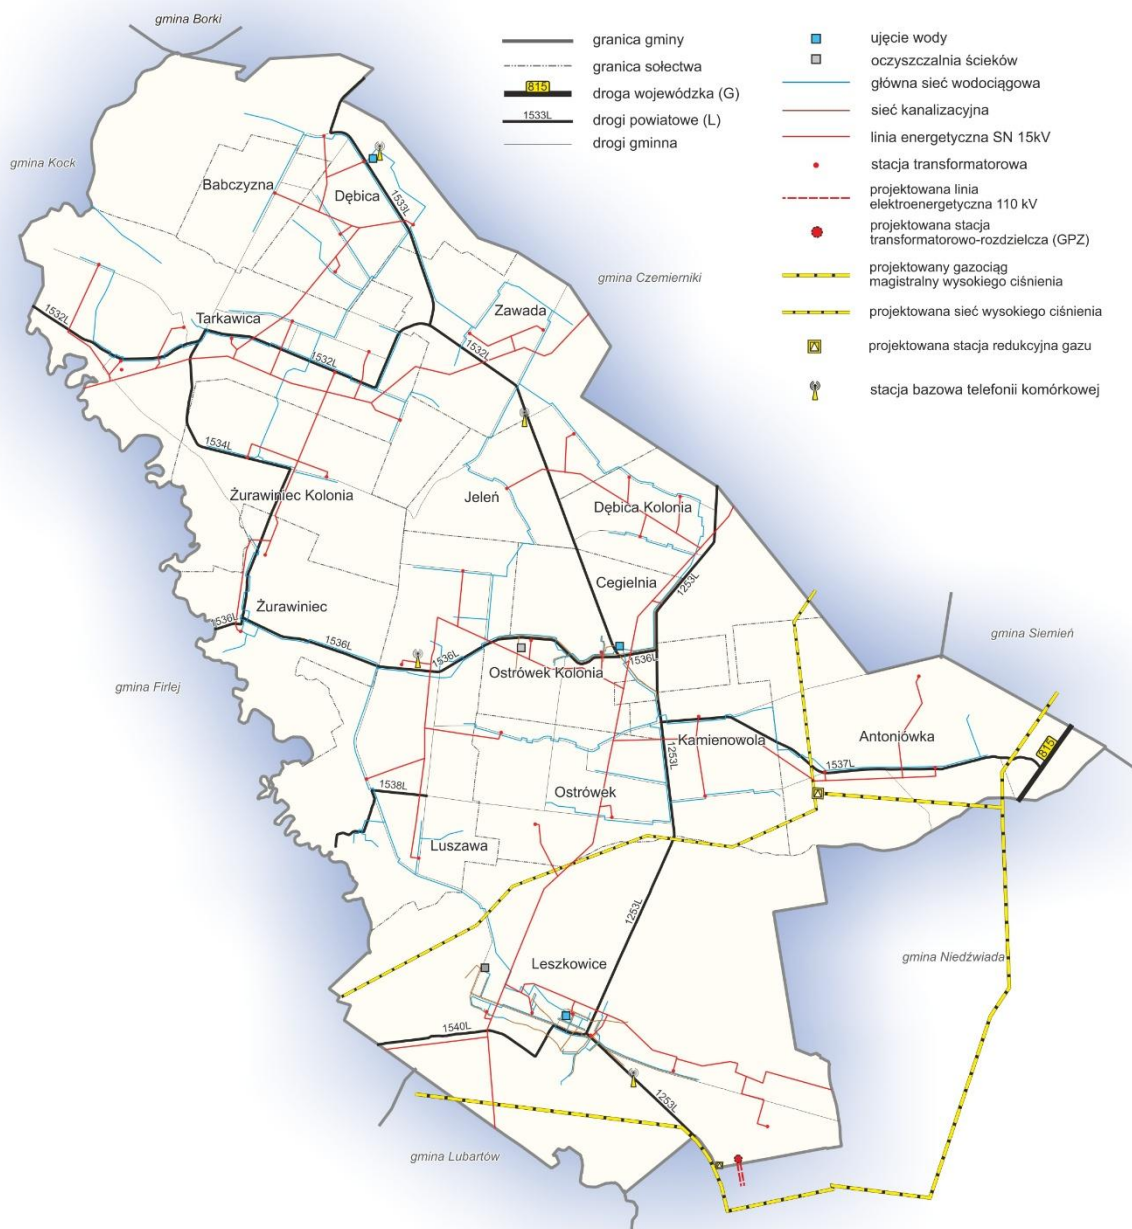 gmina Borki
granica gminy
granica sołectwa
815
droga wojewódzka (G)
1533L
drogi powiatowe (L)
drogi gminna
ujęcie wody
oczyszczalnia ścieków
główna sieć wodociągowa
sieć kanalizacyjna
linia energetyczna SN 15kV
stacja transformatorowa
projektowana linia
elektroenergetyczna 110 kV
projektowana stacja
transformatorowo-rozdzielcza (GPZ)
projektowany gazociąg
magistralny wysokiego ciśnienia
projektowana sieć wysokiego ciśnienia
projektowana stacja redukcyjna gazu
stacja bazowa telefonii komórkowej
gmina Kock
Babczyzna
Dębica
1533L
gmina Czemierniki
1532L
Tarkawica
Zawada
1532L
1532L
1534L
Żurawiniec Kolonia
Jeleń
Dębica Kolonia
Cegielnia
1253L
Żurawiniec
1536L
1536L
1536L
1536L
gmina Siemień
Ostrówek Kolonia
gmina Firlej
Kamienowola
Antoniówka
815
1253L
1537L
1538L
Ostrówek
Luszawa
1253L
Leszkowice
gmina Niedźwiada
1540L
1253L
gmina Lubartów